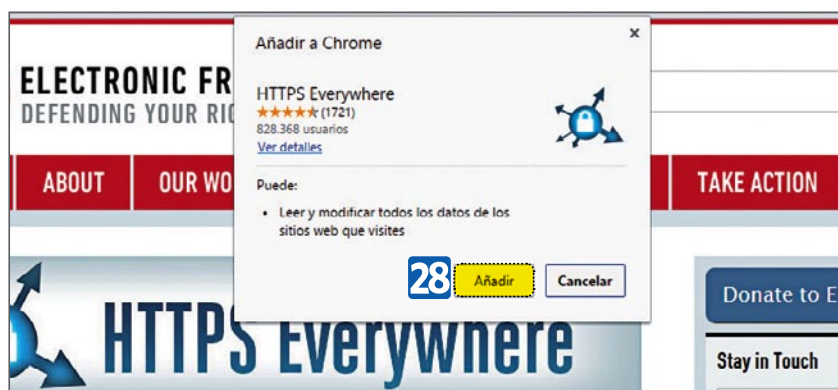 ELECTRONIC FR
DEFENDING YOUR RIG
ABOUT
OUR WO
TAKE ACTION
Añadir a Chrome
x
HTTPS Everywhere
(1721)
828.368 usuarios
Ver detalles
Puede:
• Leer y modificar todos los datos de los
sitios web que visites
28
Añadir
Cancelar
HTTPS Everywhere
Donate to E
Stay in Touch